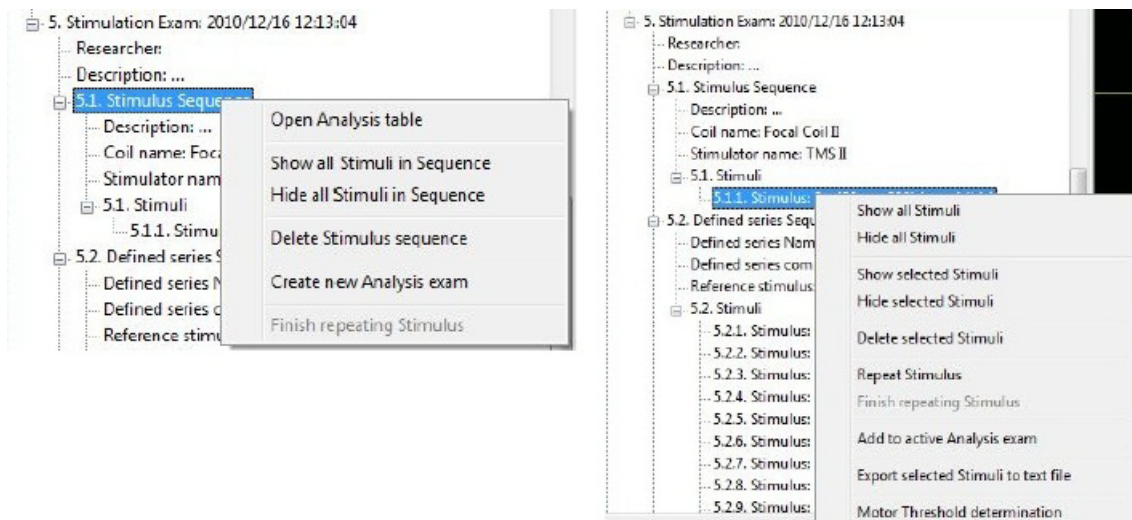 5. Stimulation Exam: 2010/12/16 12:13:04
Researcher:
Description: ...
5.1. Stimulus Sequence
Description: ...
Coil name: Foc
Stimulator nam
5.1. Stimuli
5.1.1. Stimu
5.2. Defined series
Defined series
Defined series
Reference stimu
Open Analysis table
Show all Stimuli in Sequence
Hide all Stimuli in Sequence
Delete Stimulus sequence
Create new Analysis exam
Finish repeating Stimulus
5. Stimulation Exam: 2010/12/16 12:13:04
Researcher:
Description: ...
5.1. Stimulus Sequence
Description: ...
Coil name: Focal Coil II
Stimulator name: TMS II
5.1. Stimuli
5.1.1. Stimulus:
5.2. Defined series Sequ
Defined series Nam
Defined series com
Reference stimulus:
5.2. Stimuli
5.2.1. Stimulus:
5.2.2. Stimulus:
5.2.3. Stimulus:
5.2.4. Stimulus:
5.2.5. Stimulus:
5.2.6. Stimulus:
5.2.7. Stimulus:
5.2.8. Stimulus:
5.2.9. Stimulus:
Show all Stimuli
Hide all Stimuli
Show selected Stimuli
Hide selected Stimuli
Delete selected Stimuli
Repeat Stimulus
Finish repeating Stimulus
Add to active Analysis exam
Export selected Stimuli to text file
Motor Threshold determination